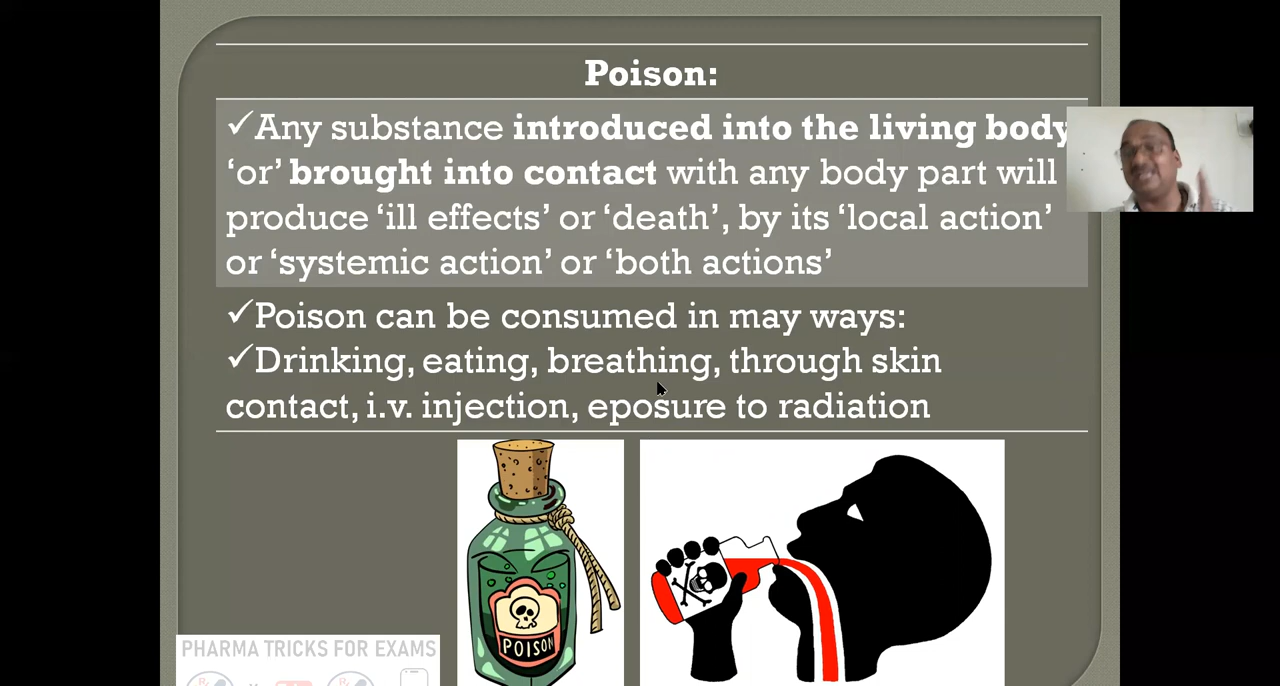 Poison:
✓Any substance introduced into the living body
‘or’ brought into contact with any body part will
produce ‘ill effects’ or ‘death’, by its ‘local action’
or ‘systemic action’ or ‘both actions’
✓Poison can be consumed in may ways:
✓Drinking, eating, breathing, through skin
contact, i.v. injection, eposure to radiation
POISON
PHARMA TRICKS FOR EXAMS